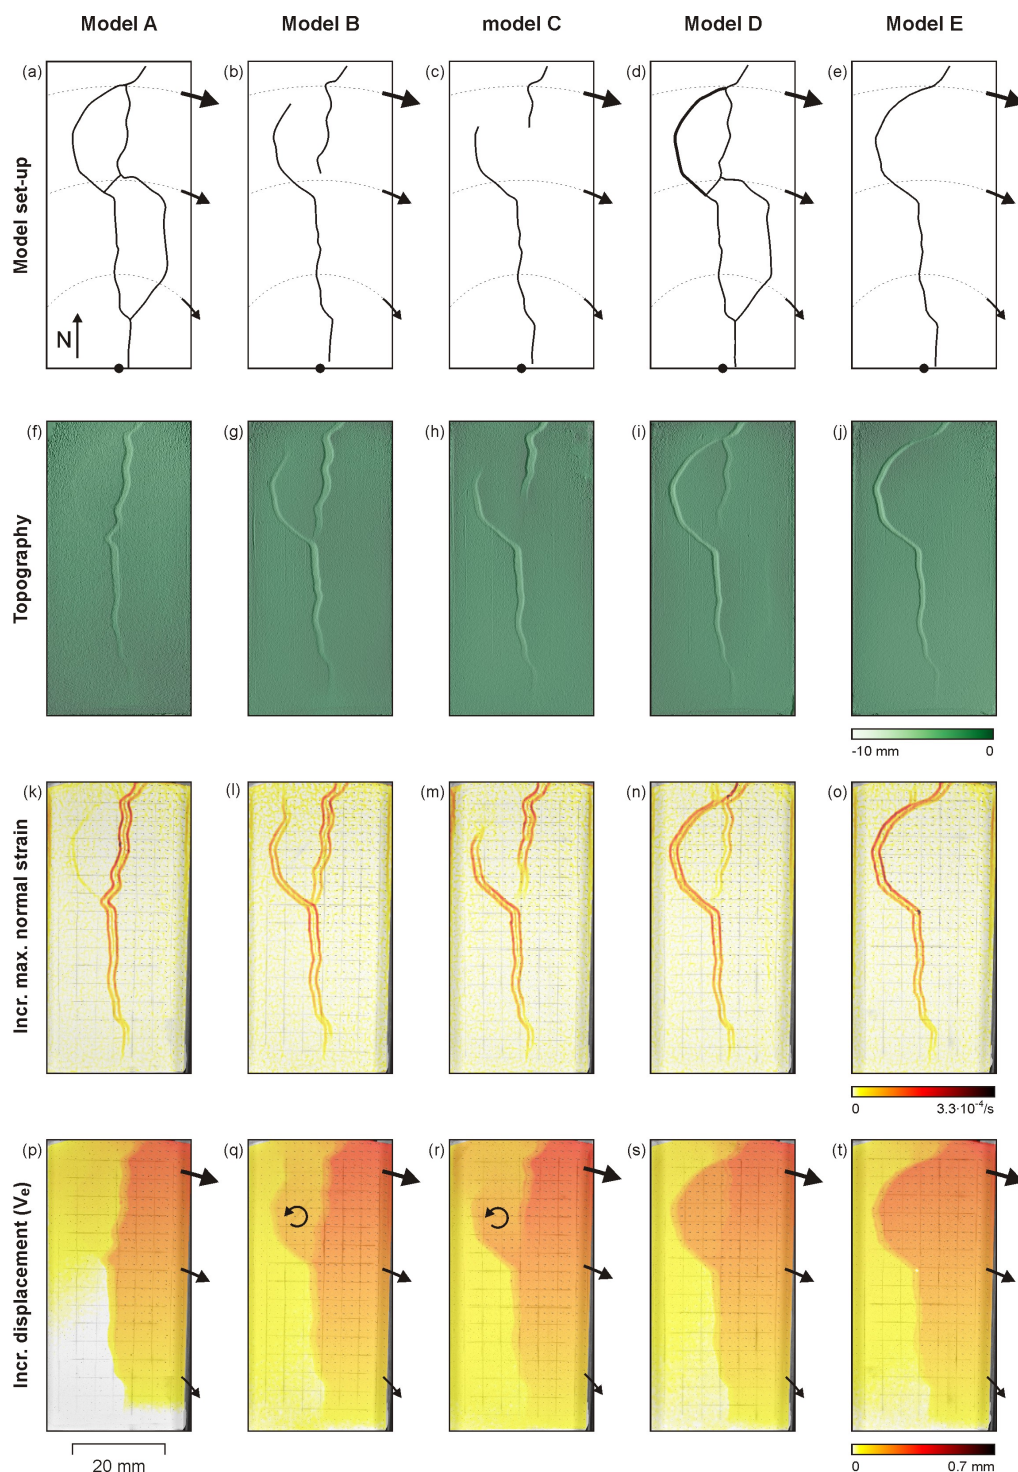 Model A Model B model C Model D Model E
(a) (b) (c) (d) (e)
Model set-up
N
(f) (g) (h) (i) (j)
Topography
-10 mm 0
(k) (l) (m) (n) (o)
Incr. max. normal strain
0 3.3·10⁻⁴/s
(p) (q) (r) (s) (t)
Incr. displacement (Ve)
20 mm
0 0.7 mm